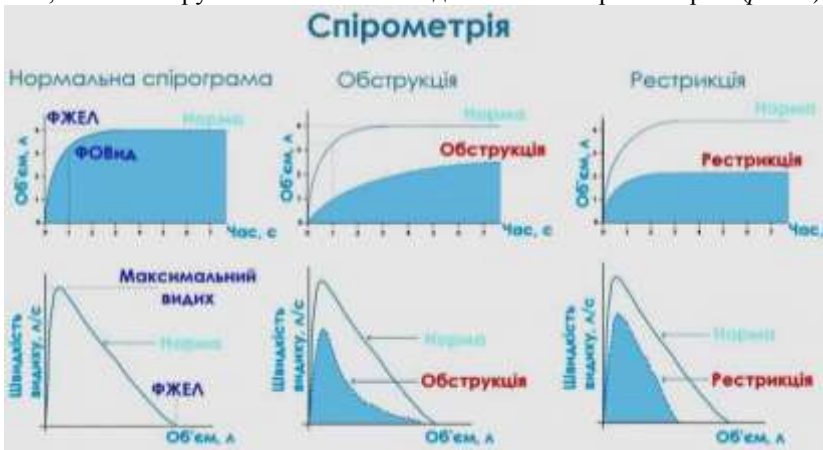 Спірометрія
Нормальна спірограма
Обструкція
Рестрикція
ФЖЕЛ
Норма
ФОВид
Об'єм, л
Час, с
Норма
Обструкція
Об'єм, л
Час, с
Норма
Рестрикція
Об'єм, л
Час,
Максимальний
видих
Норма
ФЖЕЛ
Швидкість
видиху, л/с
Об'єм, л
Норма
Обструкція
Швидкість
видиху, л/с
Об'єм, л
Норма
Рестрикція
Швидкість
видиху, л/с
Об'єм, л